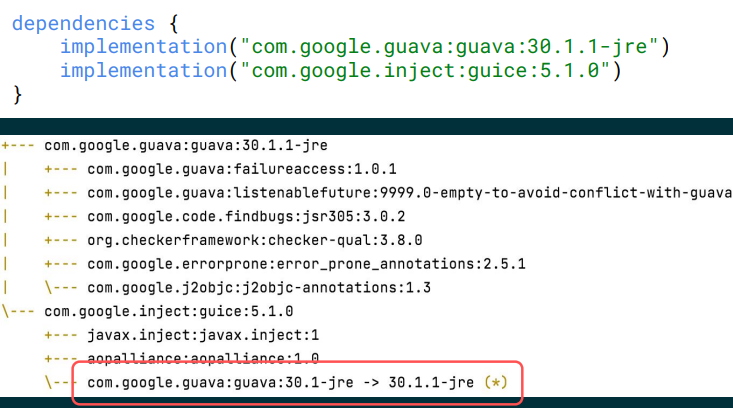 dependencies {
    implementation("com.google.guava:guava:30.1.1-jre")
    implementation("com.google.inject:guice:5.1.0")
}
+--- com.google.guava:guava:30.1.1-jre
|    +--- com.google.guava:failureaccess:1.0.1
|    +--- com.google.guava:listenablefuture:9999.0-empty-to-avoid-conflict-with-guava
|    +--- com.google.code.findbugs:jsr305:3.0.2
|    +--- org.checkerframework:checker-qual:3.8.0
|    +--- com.google.errorprone:error_prone_annotations:2.5.1
|    \--- com.google.j2objc:j2objc-annotations:1.3
\--- com.google.inject:guice:5.1.0
     +--- javax.inject:javax.inject:1
     +--- aopalliance:aopalliance:1.0
     \--- com.google.guava:guava:30.1-jre -> 30.1.1-jre (*)